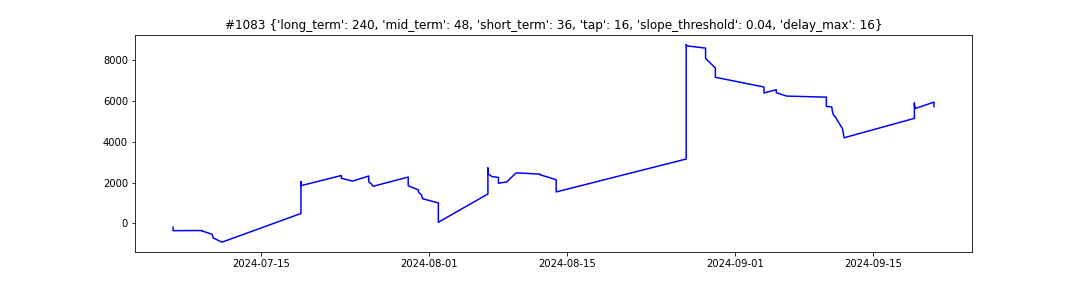 #1083 {'long_term': 240, 'mid_term': 48, 'short_term': 36, 'tap': 16, 'slope_threshold': 0.04, 'delay_max': 16}
8000
6000
4000
2000
0
2024-07-15 2024-08-01 2024-08-15 2024-09-01 2024-09-15